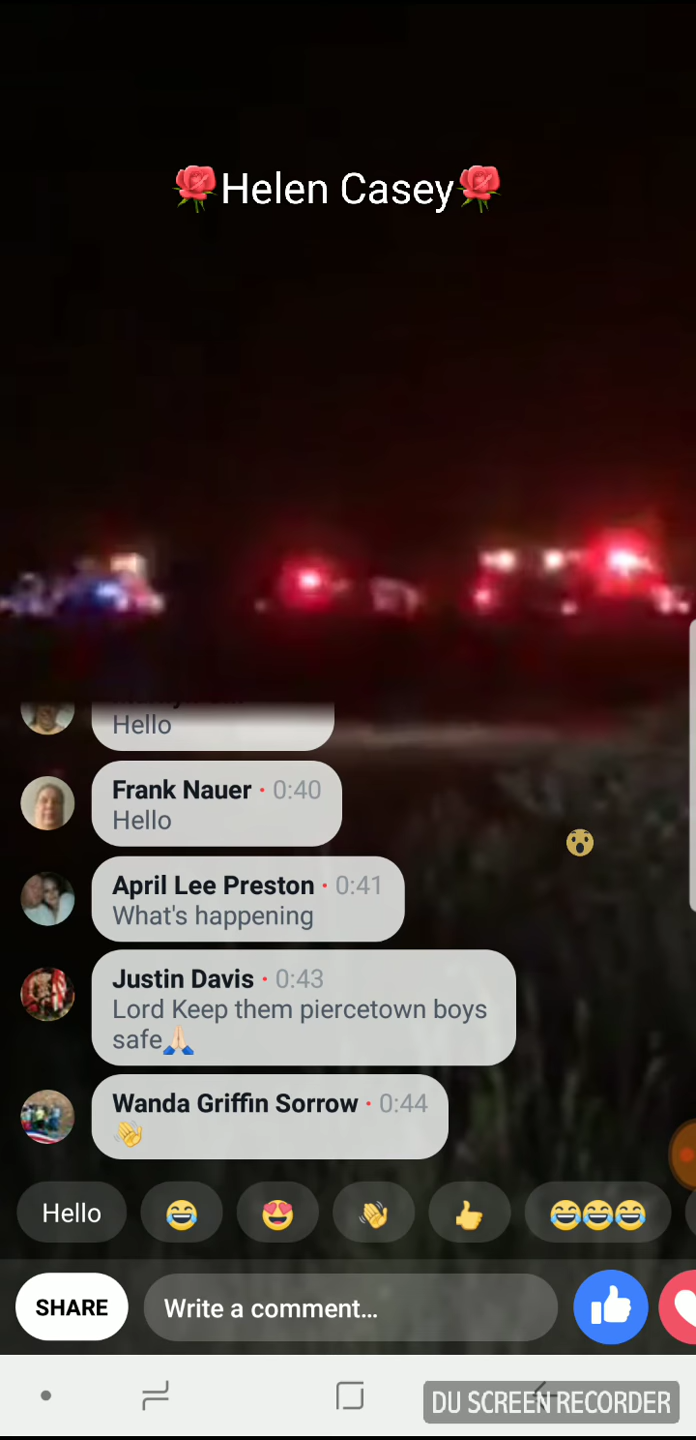 🌹Helen Casey🌹
Hello
Frank Nauer · 0:40
Hello
April Lee Preston · 0:41
What's happening
Justin Davis · 0:43
Lord Keep them piercetown boys
safe🙏🏻
Wanda Griffin Sorrow · 0:44
👋
Hello 😂 😍 👋 👍 😂😂😂
SHARE Write a comment...
DU SCREEN RECORDER